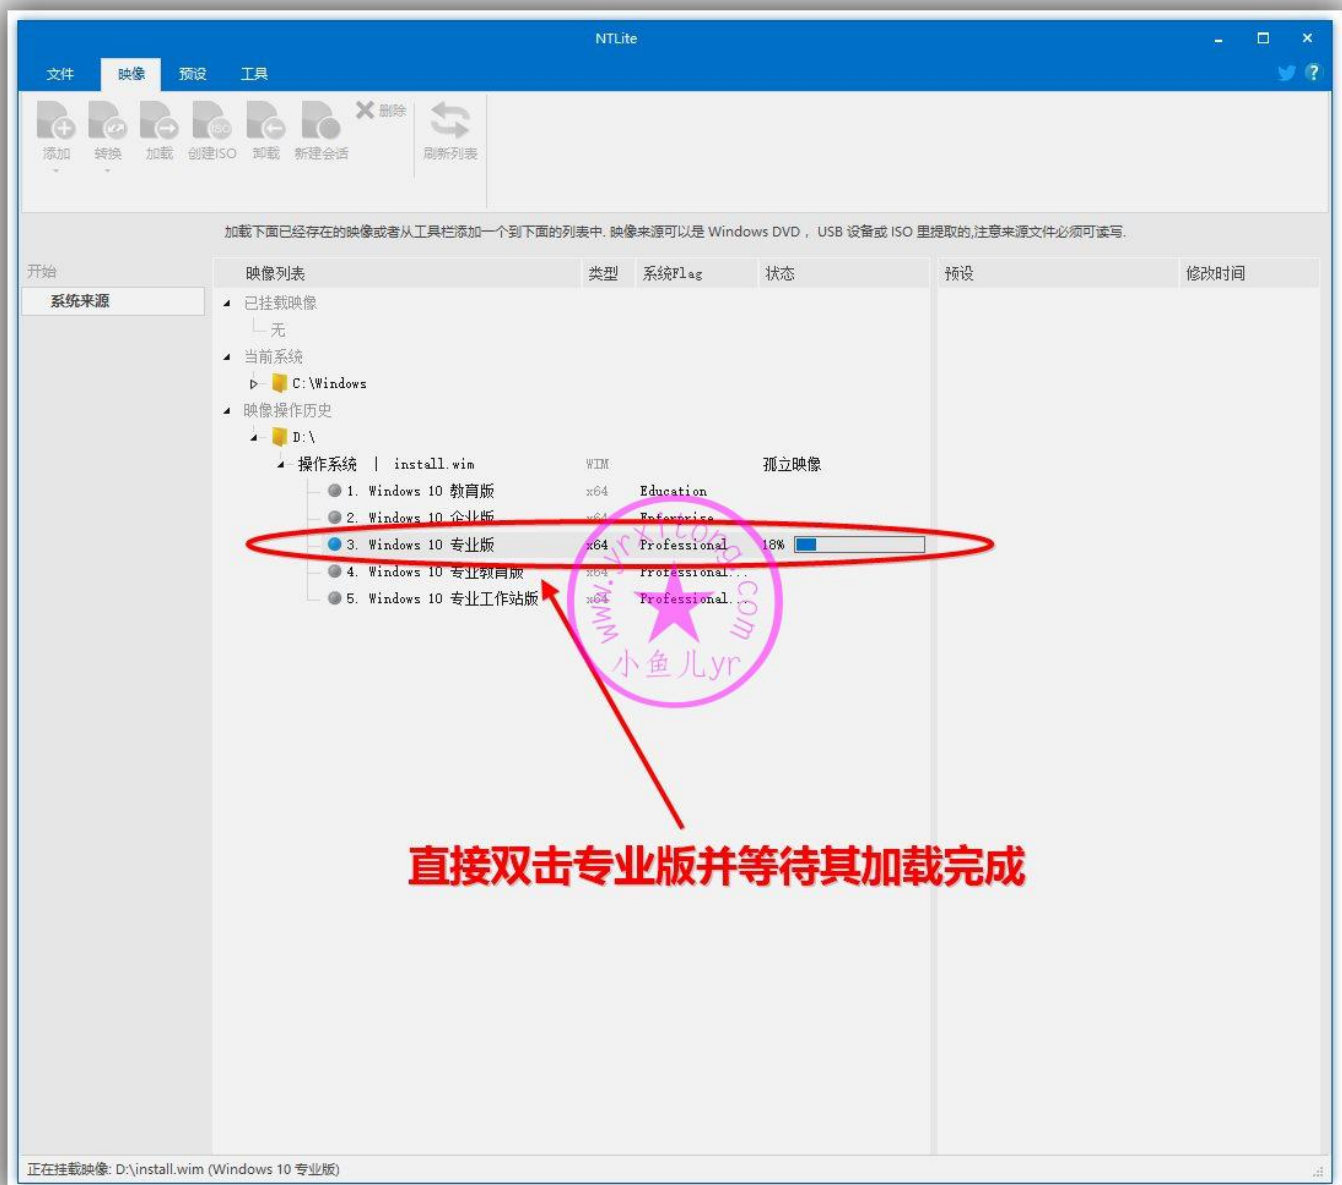 NTLite
文件 映像 预设 工具
添加 转换 加载 创建ISO 卸载 新建会话 删除 刷新列表
加载下面已经存在的映像或者从工具栏添加一个到下面的列表中. 映像来源可以是 Windows DVD， USB 设备或 ISO 里提取的,注意来源文件必须可读写.
开始
系统来源
映像列表 类型 系统Flag 状态 预设 修改时间
已挂载映像
无
当前系统
C:\Windows
映像操作历史
D:\
操作系统 | install.wim WIM 孤立映像
1. Windows 10 教育版 x64 Education
2. Windows 10 企业版 x64 Enterprise
3. Windows 10 专业版 x64 Professional 18%
4. Windows 10 专业教育版 x64 Professional...
5. Windows 10 专业工作站版 x64 Professional...
www.yrxitong.com
小鱼儿yr
直接双击专业版并等待其加载完成
正在挂载映像: D:\install.wim (Windows 10 专业版)